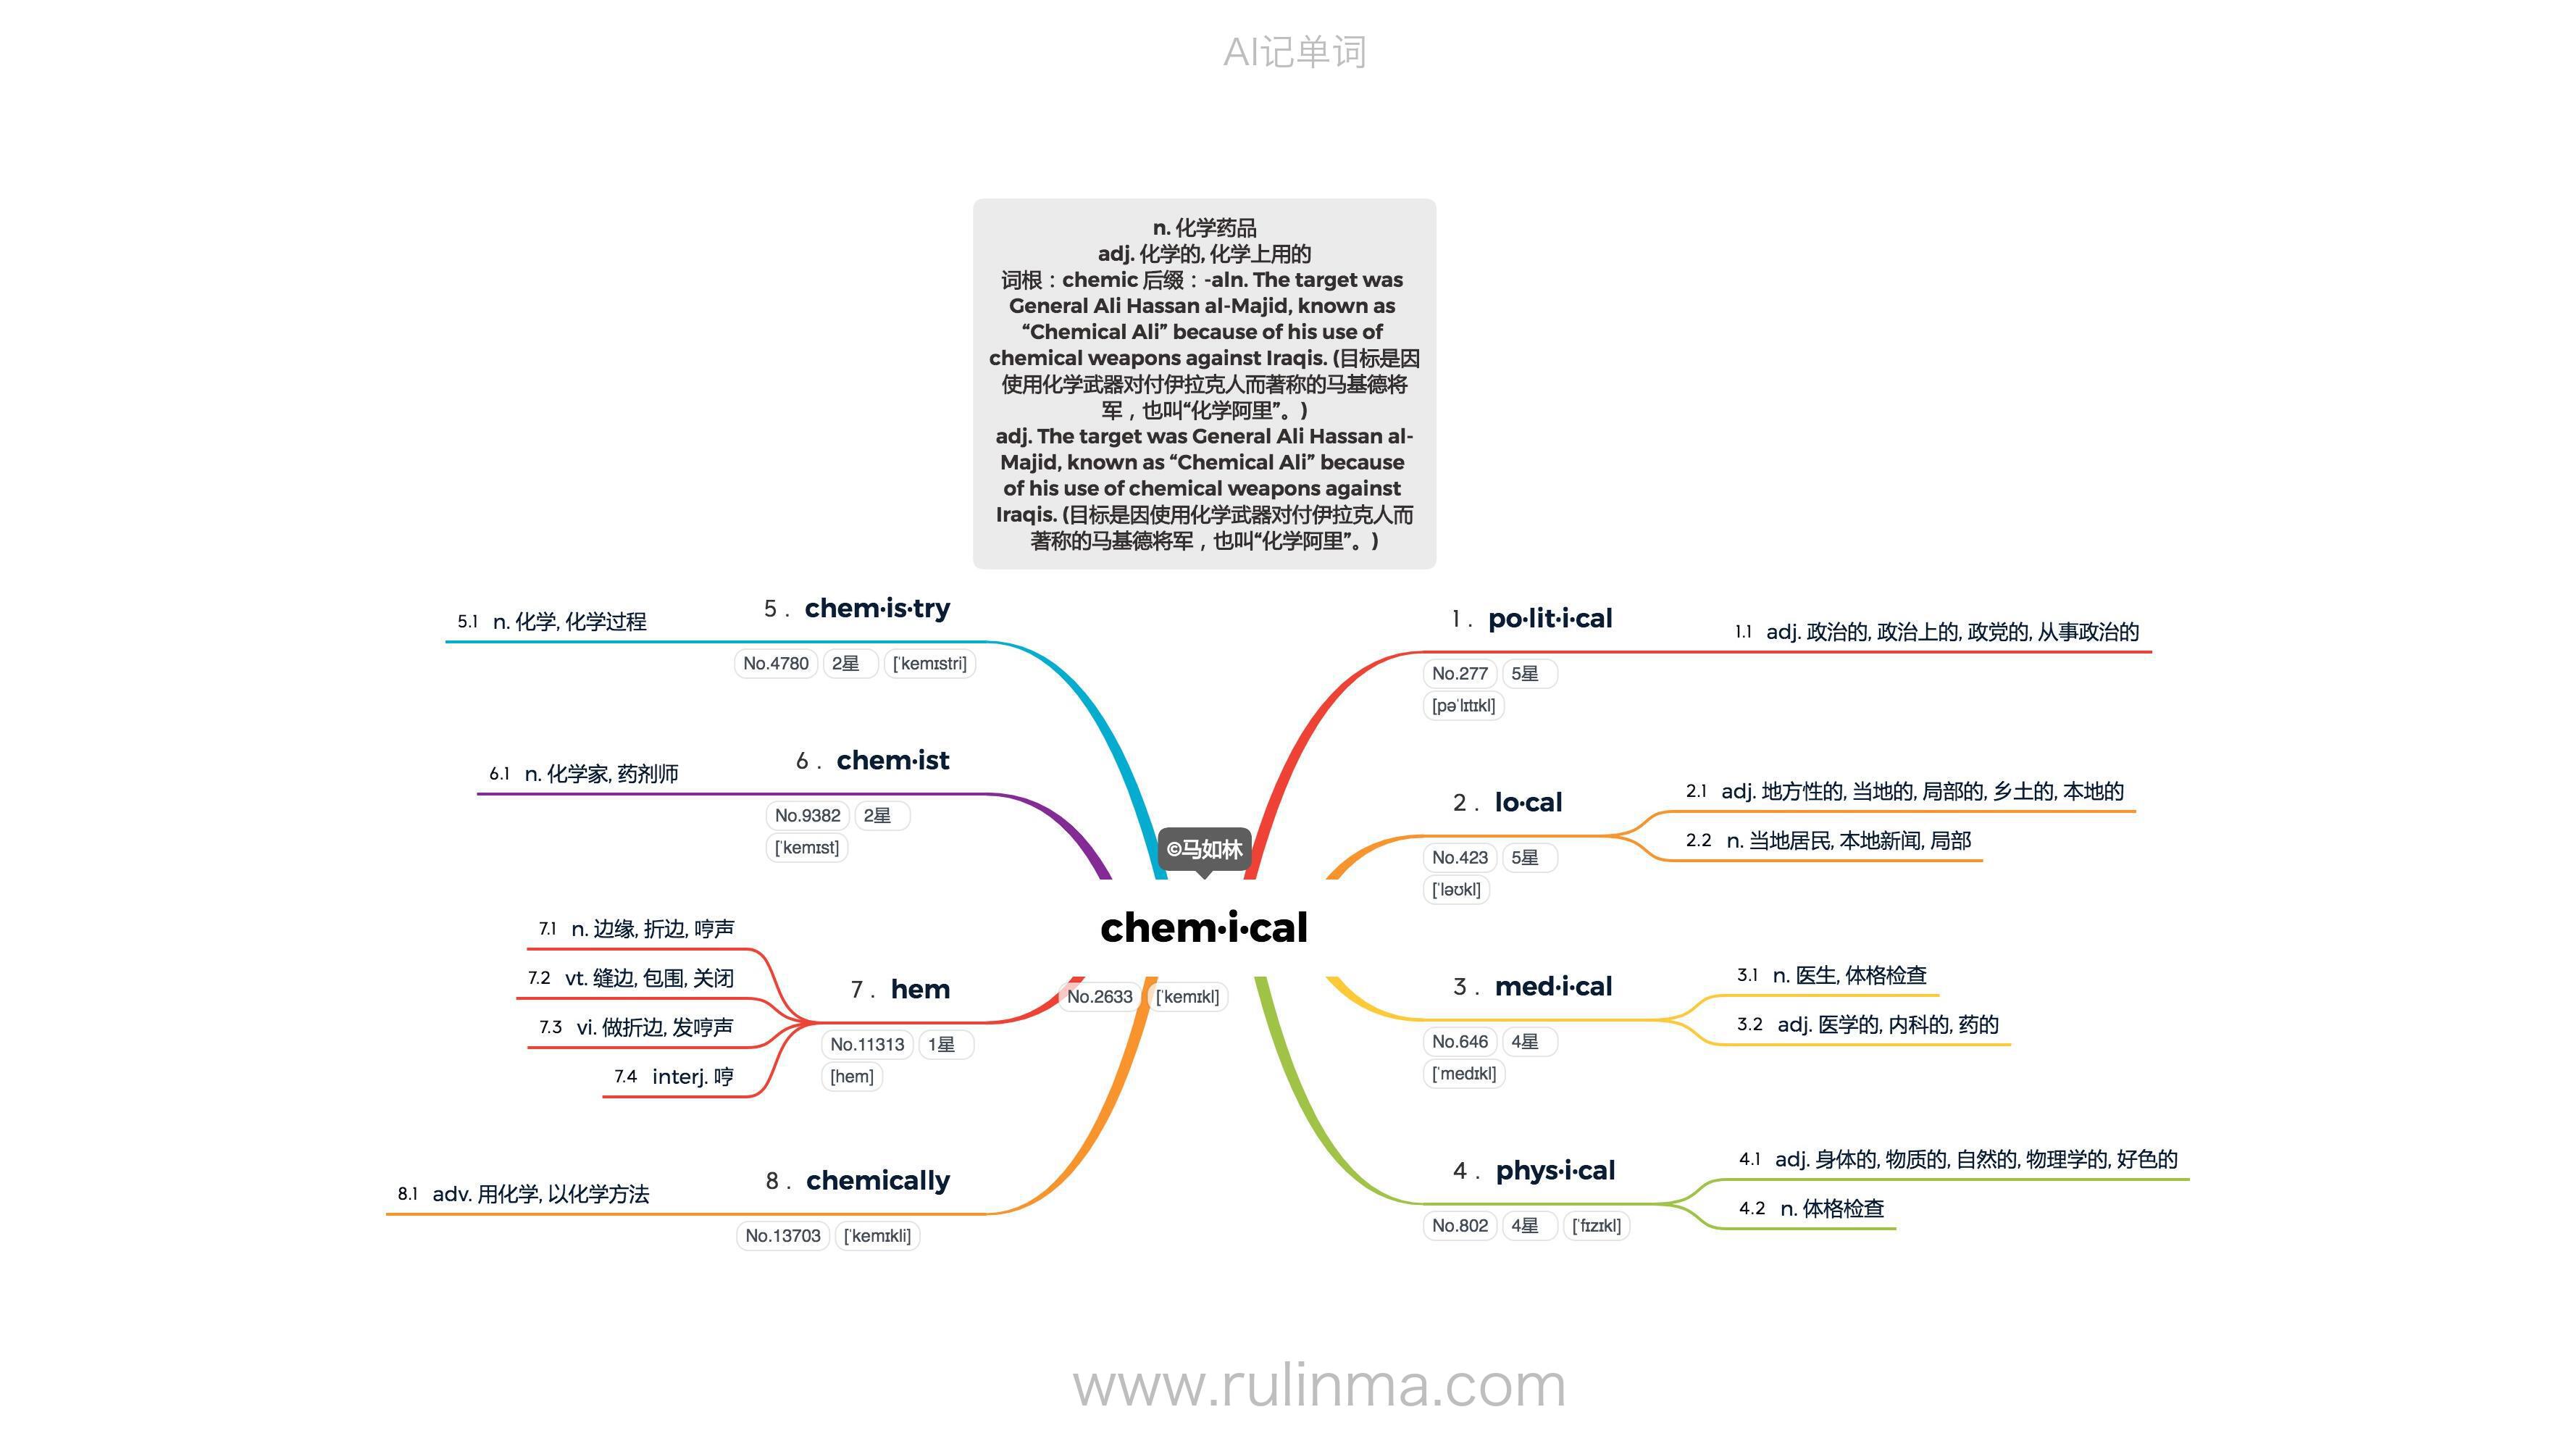 AI记单词
n. 化学药品
adj. 化学的, 化学上用的
词根：chemic 后缀：-aln. The target was
General Ali Hassan al-Majid, known as
“Chemical Ali” because of his use of
chemical weapons against Iraqis. (目标是因
使用化学武器对付伊拉克人而著称的马基德将
军，也叫“化学阿里”。)
adj. The target was General Ali Hassan al-
Majid, known as “Chemical Ali” because
of his use of chemical weapons against
Iraqis. (目标是因使用化学武器对付伊拉克人而
著称的马基德将军，也叫“化学阿里”。)
©马如林
chem·i·cal
No.2633 [ˈkemɪkl]
1. po·lit·i·cal
No.277 5星
[pəˈlɪtɪkl]
1.1 adj. 政治的, 政治上的, 政党的, 从事政治的
2. lo·cal
No.423 5星
[ˈləʊkl]
2.1 adj. 地方性的, 当地的, 局部的, 乡土的, 本地的
2.2 n. 当地居民, 本地新闻, 局部
3. med·i·cal
No.646 4星
[ˈmedɪkl]
3.1 n. 医生, 体格检查
3.2 adj. 医学的, 内科的, 药的
4. phys·i·cal
No.802 4星 [ˈfɪzɪkl]
4.1 adj. 身体的, 物质的, 自然的, 物理学的, 好色的
4.2 n. 体格检查
5. chem·is·try
No.4780 2星 [ˈkemɪstri]
5.1 n. 化学, 化学过程
6. chem·ist
No.9382 2星
[ˈkemɪst]
6.1 n. 化学家, 药剂师
7. hem
No.11313 1星
[hem]
7.1 n. 边缘, 折边, 哼声
7.2 vt. 缝边, 包围, 关闭
7.3 vi. 做折边, 发哼声
7.4 interj. 哼
8. chemically
No.13703 [ˈkemɪkli]
8.1 adv. 用化学, 以化学方法
www.rulinma.com